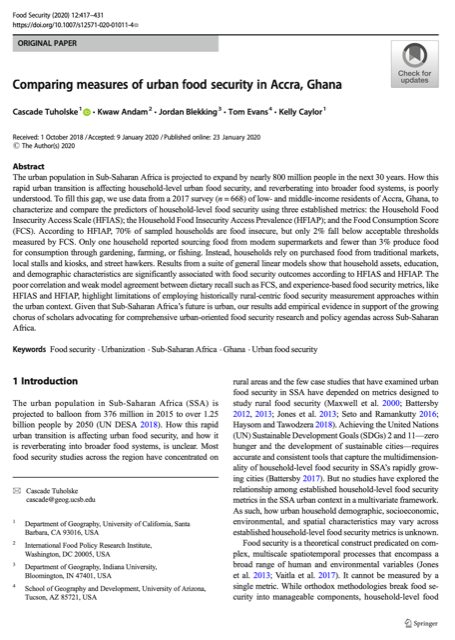 Food Security (2020) 12:417–431
https://doi.org/10.1007/s12571-020-01011-4
ORIGINAL PAPER
Check for
updates
Comparing measures of urban food security in Accra, Ghana
Cascade Tuholske 1 · Kwaw Andam 2 · Jordan Blekking 3 · Tom Evans 4 · Kelly Caylor 1
Received: 1 October 2018 / Accepted: 9 January 2020 / Published online: 23 January 2020
© The Author(s) 2020
Abstract
The urban population in Sub-Saharan Africa is projected to expand by nearly 800 million people in the next 30 years. How this
rapid urban transition is affecting household-level urban food security, and reverberating into broader food systems, is poorly
understood. To fill this gap, we use data from a 2017 survey (n = 668) of low- and middle-income residents of Accra, Ghana, to
characterize and compare the predictors of household-level food security using three established metrics: the Household Food
Insecurity Access Scale (HFIAS); the Household Food Insecurity Access Prevalence (HFIAP); and the Food Consumption Score
(FCS). According to HFIAP, 70% of sampled households are food insecure, but only 2% fall below acceptable thresholds
measured by FCS. Only one household reported sourcing food from modern supermarkets and fewer than 3% produce food
for consumption through gardening, farming, or fishing. Instead, households rely on purchased food from traditional markets,
local stalls and kiosks, and street hawkers. Results from a suite of general linear models show that household assets, education,
and demographic characteristics are significantly associated with food security outcomes according to HFIAS and HFIAP. The
poor correlation and weak model agreement between dietary recall such as FCS, and experience-based food security metrics, like
HFIAS and HFIAP, highlight limitations of employing historically rural-centric food security measurement approaches within
the urban context. Given that Sub-Saharan Africa's future is urban, our results add empirical evidence in support of the growing
chorus of scholars advocating for comprehensive urban-oriented food security research and policy agendas across Sub-Saharan
Africa.
Keywords Food security · Urbanization · Sub-Saharan Africa · Ghana · Urban food security
1 Introduction
The urban population in Sub-Saharan Africa (SSA) is
projected to balloon from 376 million in 2015 to over 1.25
billion people by 2050 (UN DESA 2018). How this rapid
urban transition is affecting urban food security, and how it
is reverberating into broader food systems, is unclear. Most
food security studies across the region have concentrated on
Cascade Tuholske
cascade@geog.ucsb.edu
1 Department of Geography, University of California, Santa
Barbara, CA 93016, USA
2 International Food Policy Research Institute,
Washington, DC 20005, USA
3 Department of Geography, Indiana University,
Bloomington, IN 47401, USA
4 School of Geography and Development, University of Arizona,
Tucson, AZ 85721, USA
rural areas and the few case studies that have examined urban
food security in SSA have depended on metrics designed to
study rural food security (Maxwell et al. 2000; Battersby
2012, 2013; Jones et al. 2013; Seto and Ramankutty 2016;
Haysom and Tawodzera 2018). Achieving the United Nations
(UN) Sustainable Development Goals (SDGs) 2 and 11—zero
hunger and the development of sustainable cities—requires
accurate and consistent tools that capture the multidimension-
ality of household-level food security in SSA's rapidly grow-
ing cities (Battersby 2017). But no studies have explored the
relationship among established household-level food security
metrics in the SSA urban context in a multivariate framework.
As such, how urban household demographic, socioeconomic,
environmental, and spatial characteristics may vary across
established household-level food security metrics is unknown.
Food security is a theoretical construct predicated on com-
plex, multiscale spatiotemporal processes that encompass a
broad range of human and environmental variables (Jones
et al. 2013; Vaitla et al. 2017). It cannot be measured by a
single metric. While orthodox methodologies break food se-
curity into manageable components, household-level food
Springer